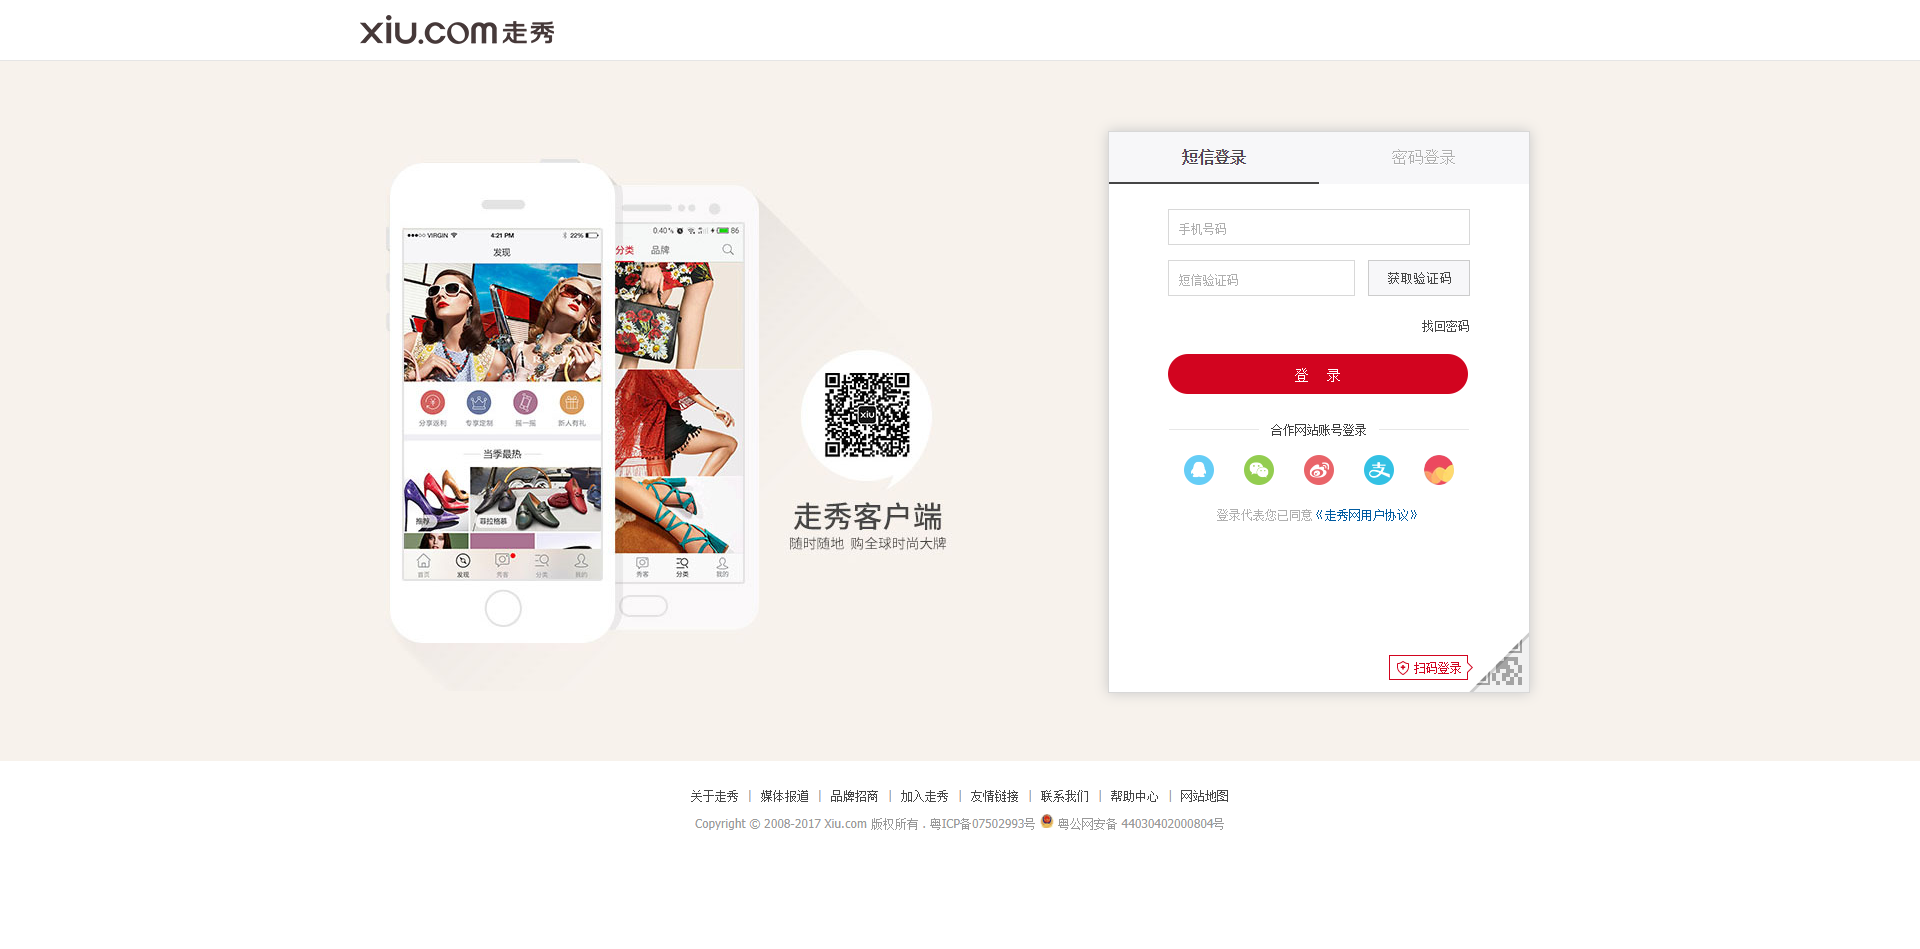 xiu.com走秀
短信登录
密码登录
手机号码
短信验证码
获取验证码
找回密码
登 录
合作网站账号登录
登录代表您已同意《走秀网用户协议》
扫码登录
VIRGIN
4:21 PM
22%
发现
分享返利
专享定制
摇一摇
新人有礼
当季最热
推荐
菲拉格慕
首页
发现
秀客
分类
我的
0.40%
86
分类
品牌
秀客
分类
我的
xiu
走秀客户端
随时随地 购全球时尚大牌
关于走秀 | 媒体报道 | 品牌招商 | 加入走秀 | 友情链接 | 联系我们 | 帮助中心 | 网站地图
Copyright © 2008-2017 Xiu.com 版权所有 . 粤ICP备07502993号 粤公网安备 44030402000804号